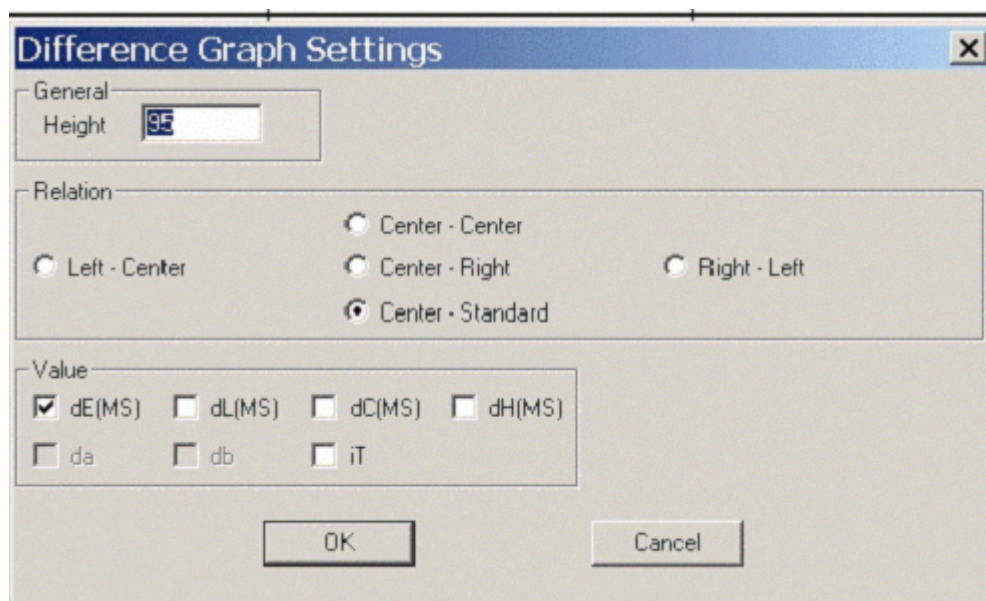 Difference Graph Settings
General
Height 95
Relation
Center - Center
Left - Center Center - Right Right - Left
Center - Standard
Value
dE(MS) dL(MS) dC(MS) dH(MS)
da db iT
OK Cancel